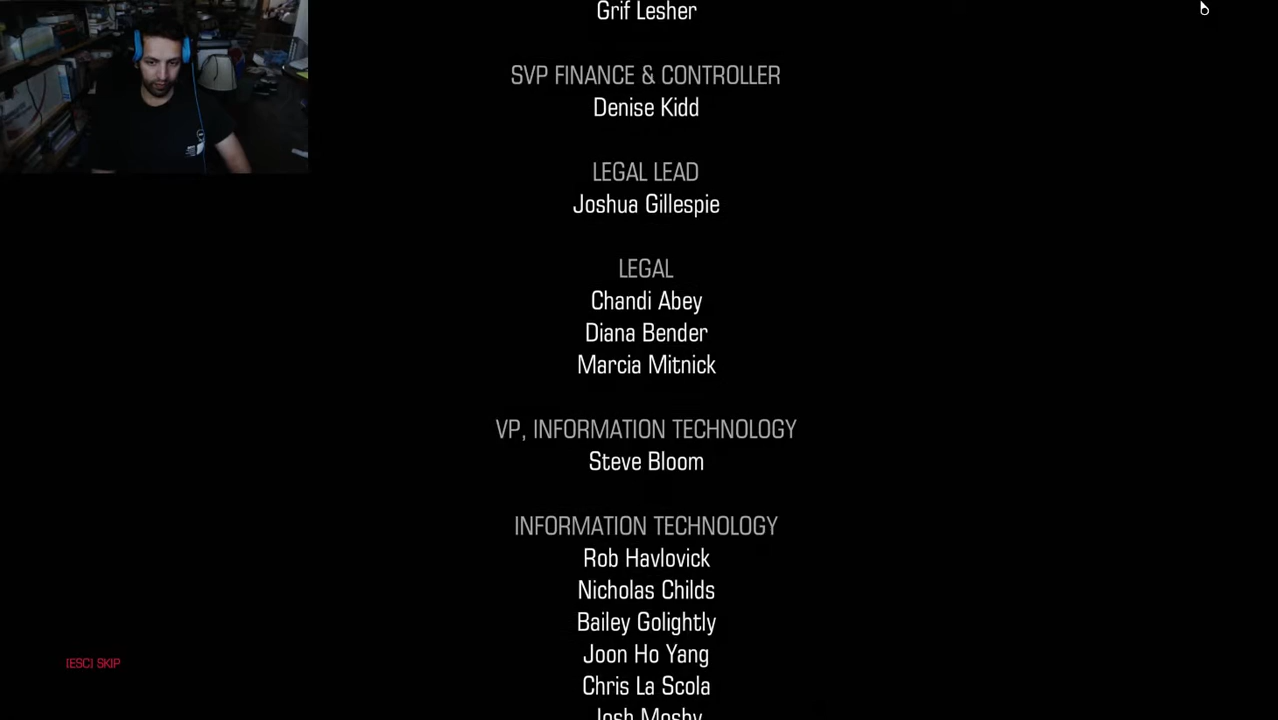 Grif Lesher
SVP FINANCE & CONTROLLER
Denise Kidd
LEGAL LEAD
Joshua Gillespie
LEGAL
Chandi Abey
Diana Bender
Marcia Mitnick
VP, INFORMATION TECHNOLOGY
Steve Bloom
INFORMATION TECHNOLOGY
Rob Havlovick
Nicholas Childs
Bailey Golightly
Joon Ho Yang
[ESC] SKIP
Chris La Scola
Josh Mosby